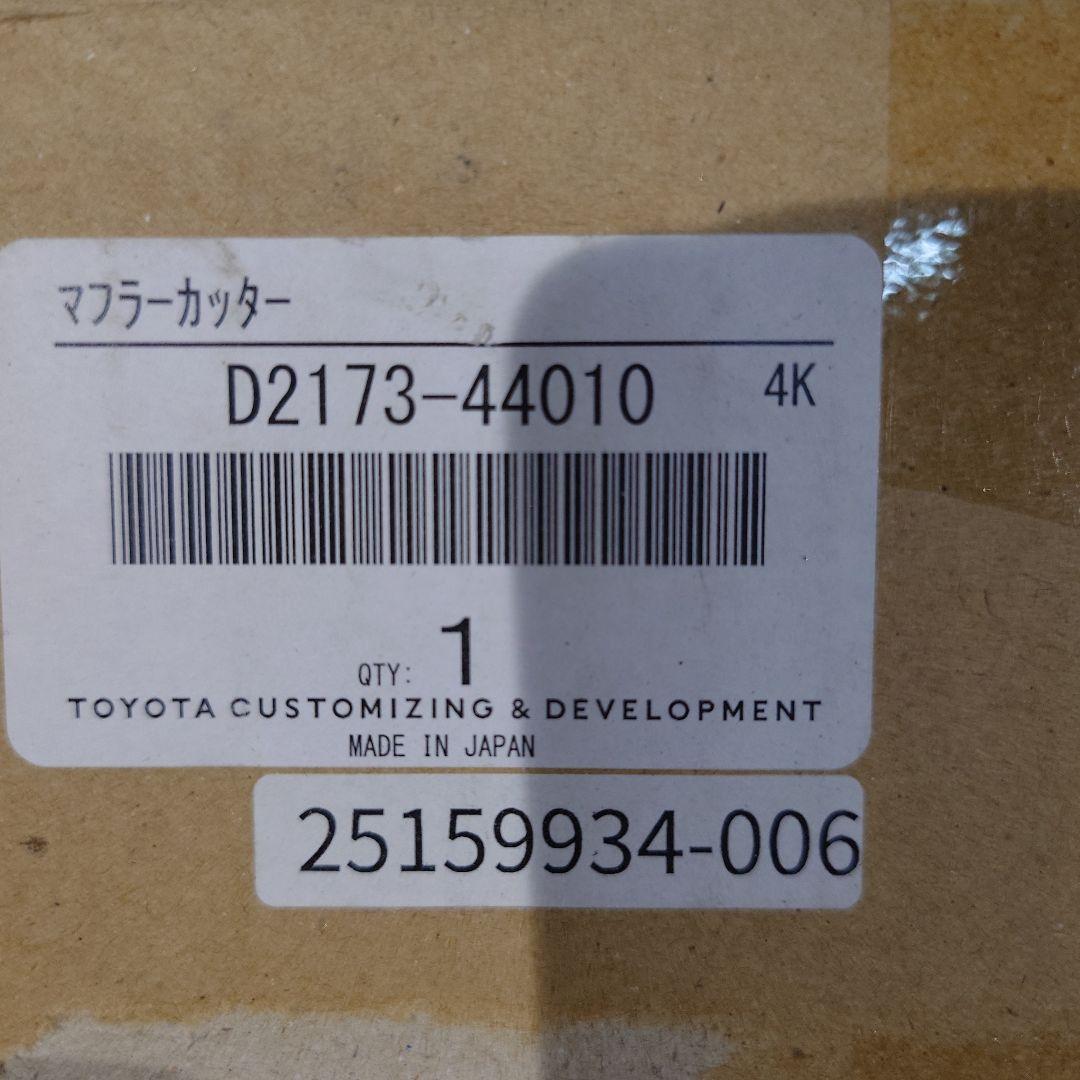 マフラーカッター
D2173-44010 4K
QTY: 1
TOYOTA CUSTOMIZING & DEVELOPMENT
MADE IN JAPAN
25159934-006